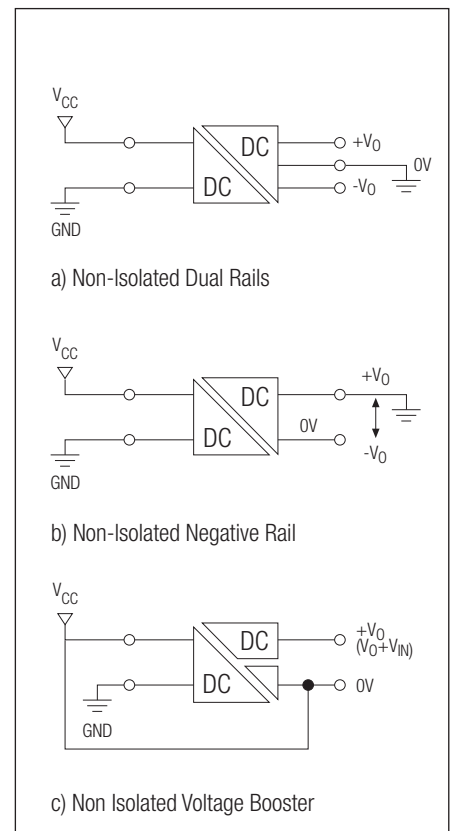 VCC
DC
DC
+VO
0V
-VO
GND
a) Non-Isolated Dual Rails
VCC
+VO
DC
DC
0V
-VO
GND
b) Non-Isolated Negative Rail
VCC
DC
DC
+VO
(VO+VIN)
0V
GND
c) Non Isolated Voltage Booster